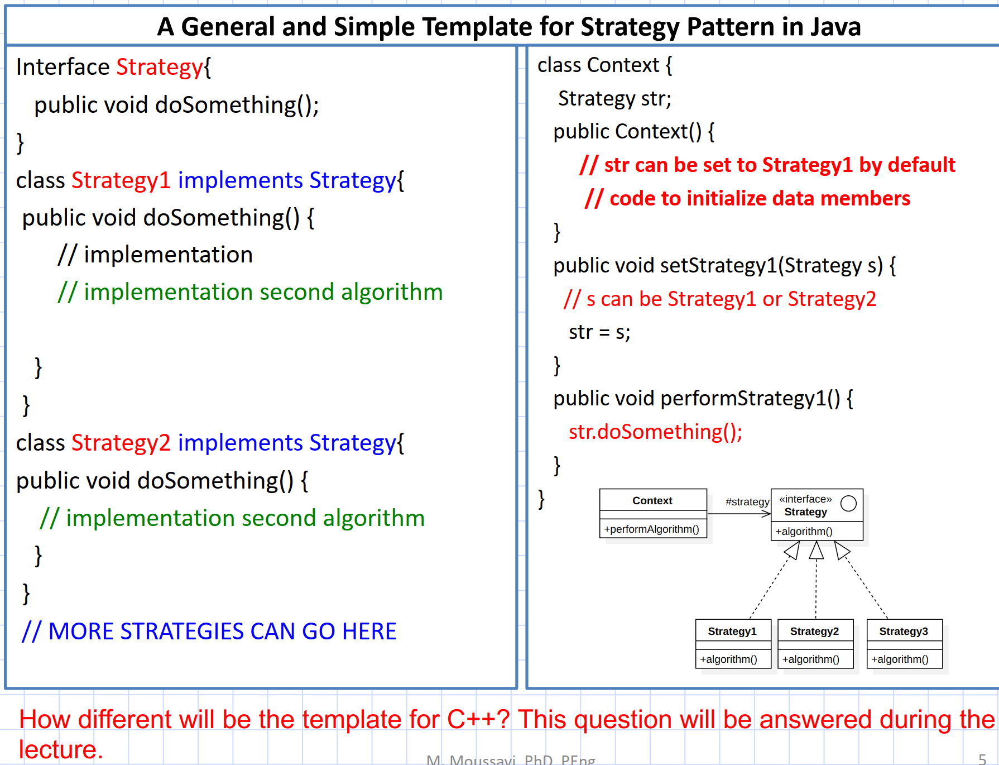 A General and Simple Template for Strategy Pattern in Java
Interface Strategy{
public void doSomething();
}
class Strategy1 implements Strategy{
public void doSomething() {
// implementation
// implementation second algorithm
}
}
class Strategy2 implements Strategy{
public void doSomething() {
// implementation second algorithm
}
}
// MORE STRATEGIES CAN GO HERE
class Context {
Strategy str;
public Context() {
// str can be set to Strategy1 by default
// code to initialize data members
}
public void setStrategy1(Strategy s) {
// s can be Strategy1 or Strategy2
str = s;
}
public void performStrategy1() {
str.doSomething();
}
}
Context
+performAlgorithm()
#strategy
«interface»
Strategy
+algorithm()
Strategy1
+algorithm()
Strategy2
+algorithm()
Strategy3
+algorithm()
How different will be the template for C++? This question will be answered during the
lecture.
M. Moussavi, PhD, PEng
5